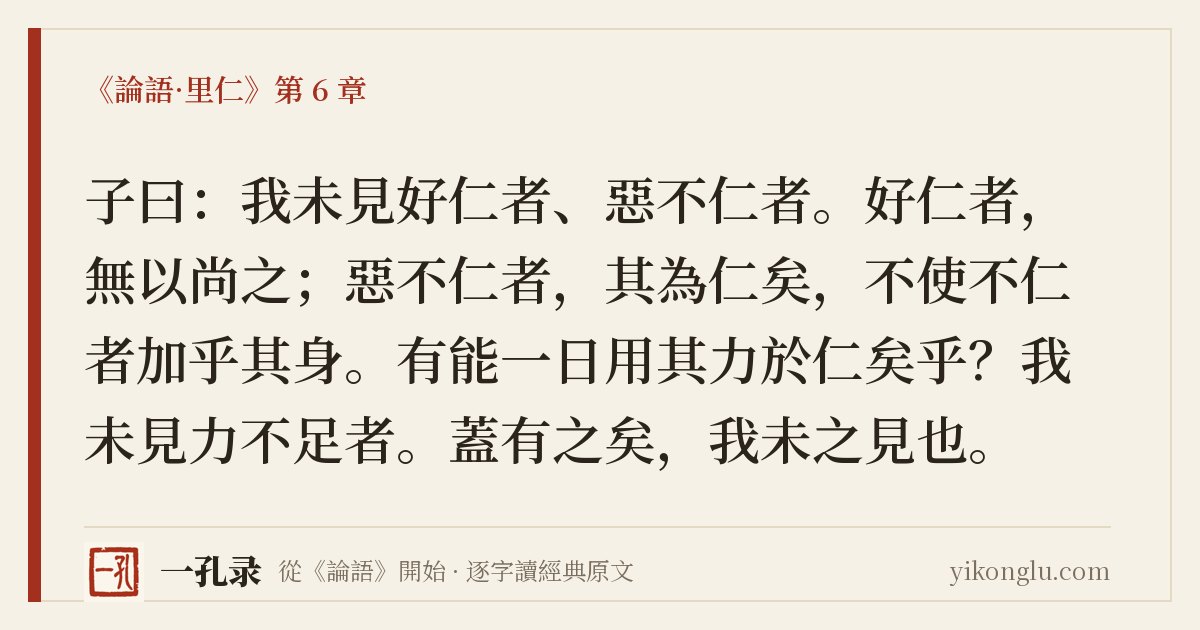 《論語·里仁》第 6 章
子曰：我未見好仁者、惡不仁者。好仁者，
無以尚之；惡不仁者，其為仁矣，不使不仁
者加乎其身。有能一日用其力於仁矣乎？我
未見力不足者。蓋有之矣，我未之見也。
一孔
一孔录 從《論語》開始 · 逐字讀經典原文 yikonglu.com